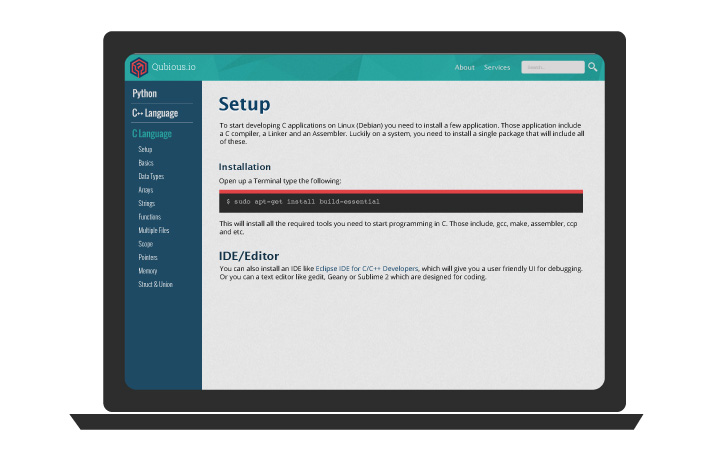 Qubious.io
About Services Search...
Python
C++ Language
C Language
Setup
Basics
Data Types
Arrays
Strings
Functions
Multiple Files
Scope
Pointers
Memory
Struct & Union
Setup
To start developing C applications on Linux (Debian) you need to install a few application. Those application include
a C compiler, a Linker and an Assembler. Luckily on a system, you need to install a single package that will include all
of these.
Installation
Open up a Terminal type the following:
$ sudo apt-get install build-essential
This will install all the required tools you need to start programming in C. Those include, gcc, make, assembler, ccp
and etc.
IDE/Editor
You can also install an IDE like Eclipse IDE for C/C++ Developers, which will give you a user friendly UI for debugging.
Or you can a text editor like gedit, Geany or Sublime 2 which are designed for coding.